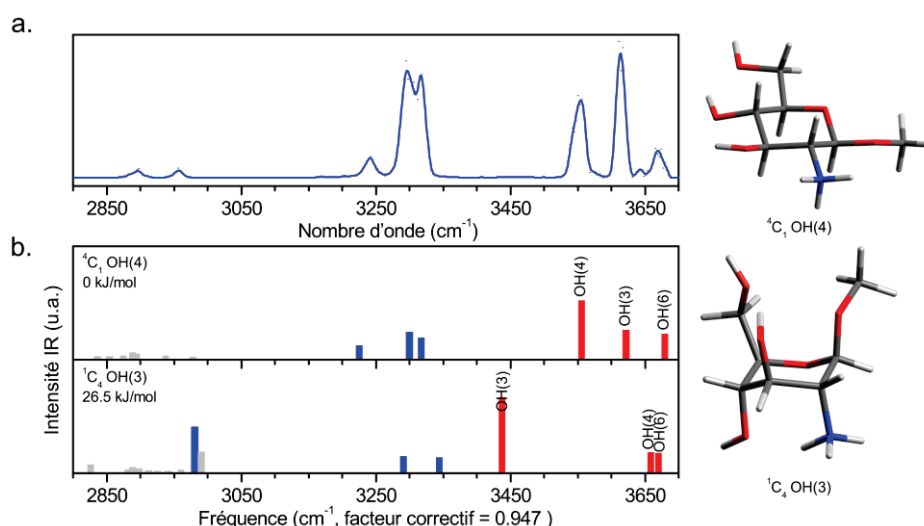 a.
2850 3050 3250 3450 3650
Nombre d'onde (cm⁻¹)
⁴C₁ OH(4)
b.
Intensité IR (u.a.)
⁴C₁ OH(4)
0 kJ/mol
OH(4)
OH(3)
OH(6)
¹C₄ OH(3)
26.5 kJ/mol
OH(3)
OH(4)
OH(6)
2850 3050 3250 3450 3650
Fréquence (cm⁻¹, facteur correctif = 0.947 )
¹C₄ OH(3)